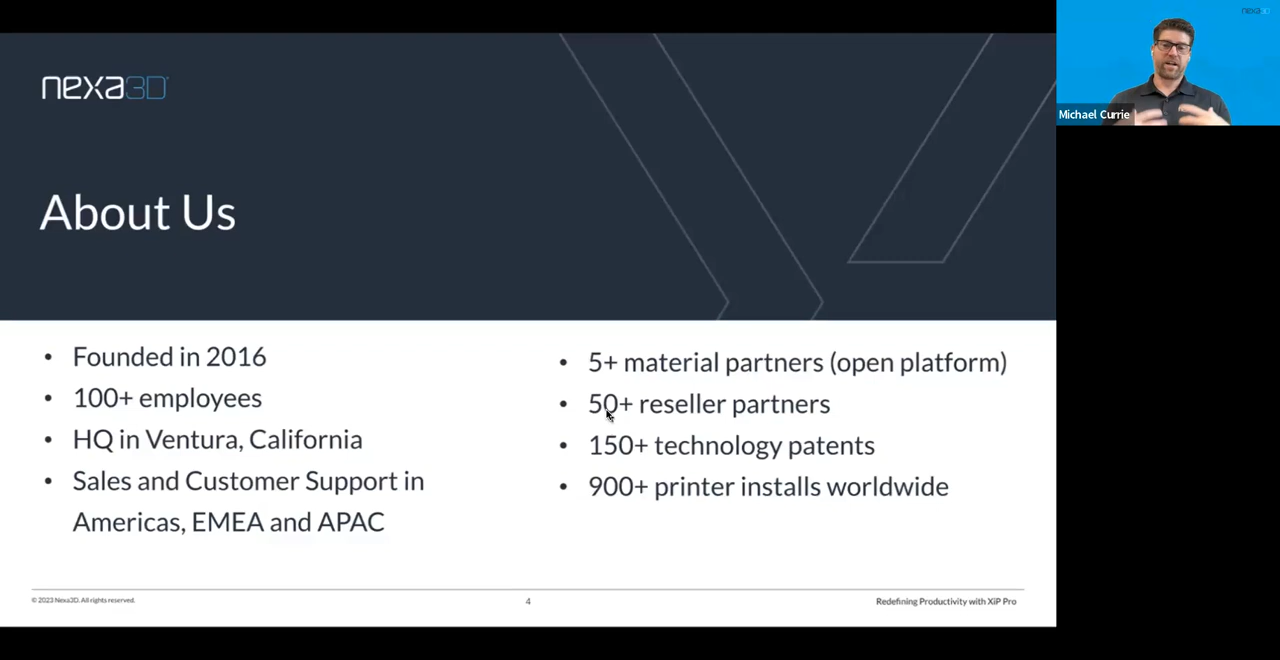 nexa3D
About Us
• Founded in 2016
• 100+ employees
• HQ in Ventura, California
• Sales and Customer Support in
Americas, EMEA and APAC
• 5+ material partners (open platform)
• 50+ reseller partners
• 150+ technology patents
• 900+ printer installs worldwide
© 2023 Nexa3D. All rights reserved.
4
Redefining Productivity with XiP Pro
nexa3D
Michael Currie